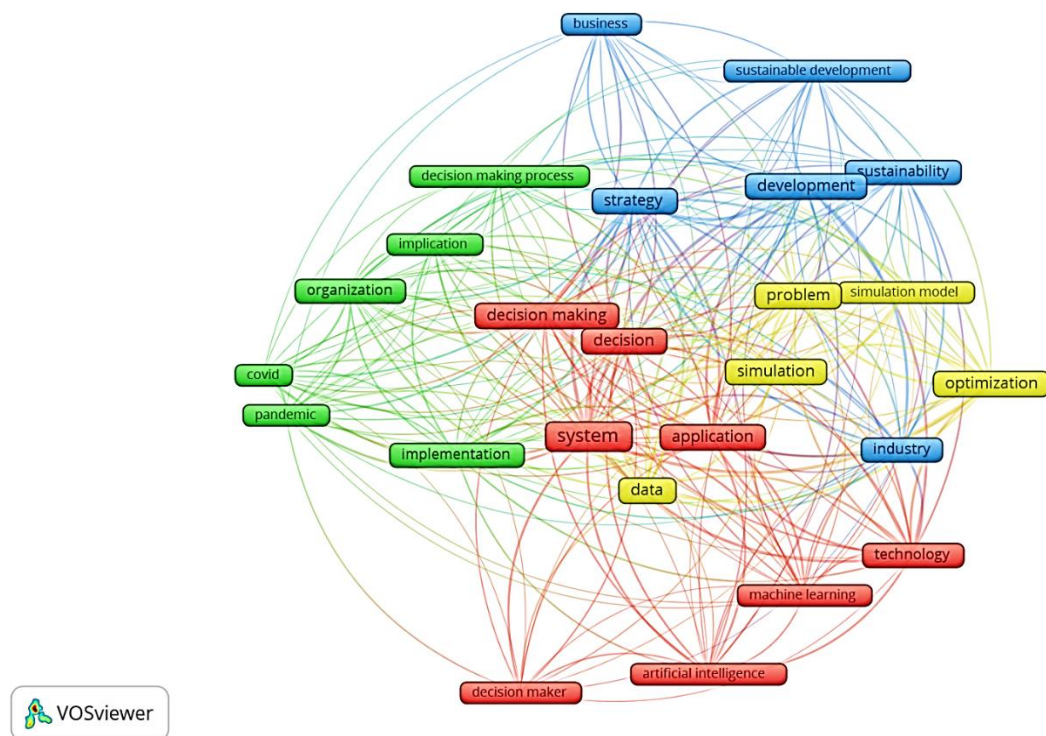 business
sustainable development
decision making process
sustainability
development
strategy
implication
organization
problem
simulation model
decision making
decision
simulation
covid
optimization
pandemic
system
application
implementation
industry
data
technology
machine learning
artificial intelligence
decision maker
VOSviewer